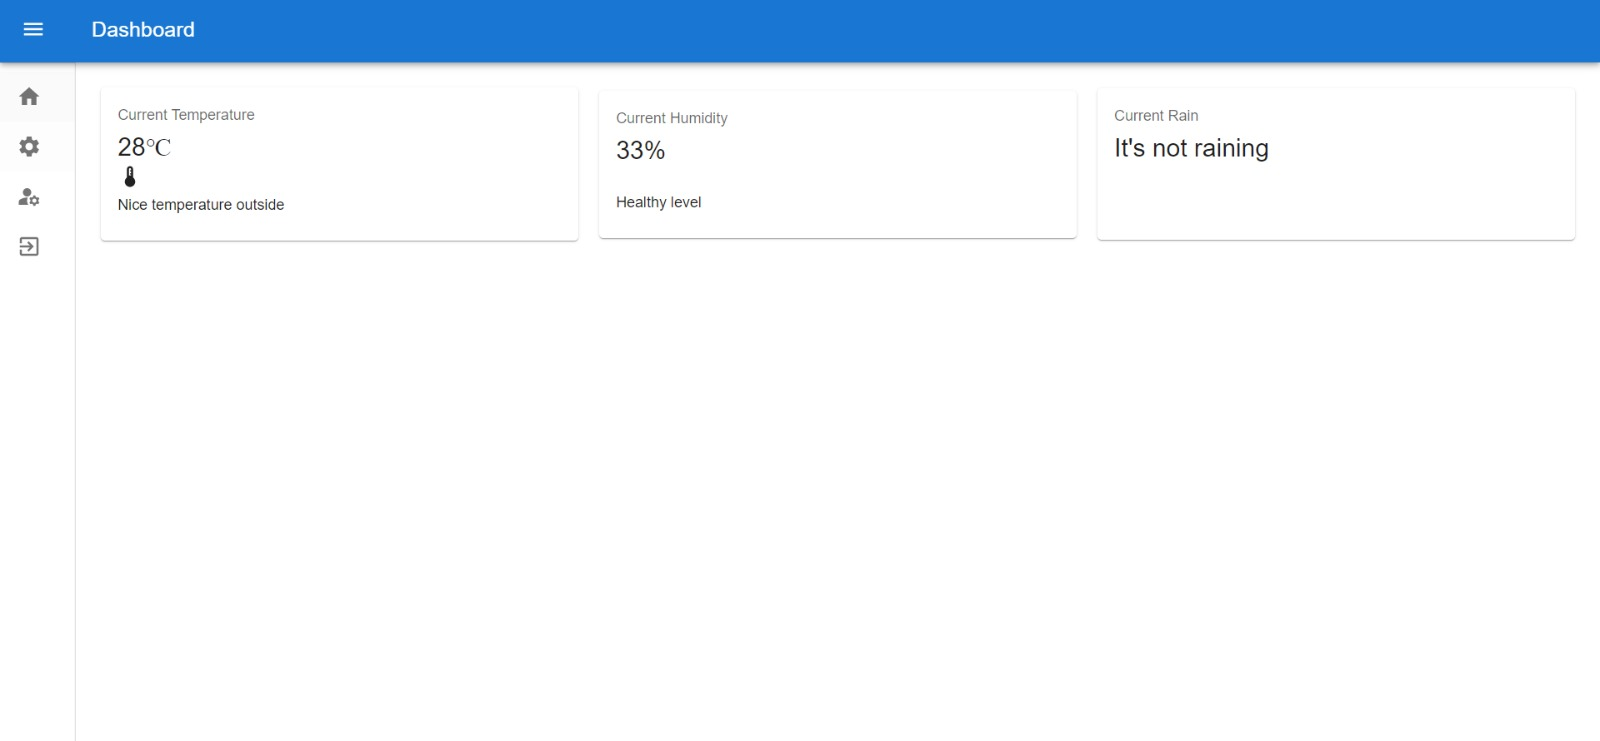 Dashboard
Current Temperature
28℃
Nice temperature outside
Current Humidity
33%
Healthy level
Current Rain
It's not raining